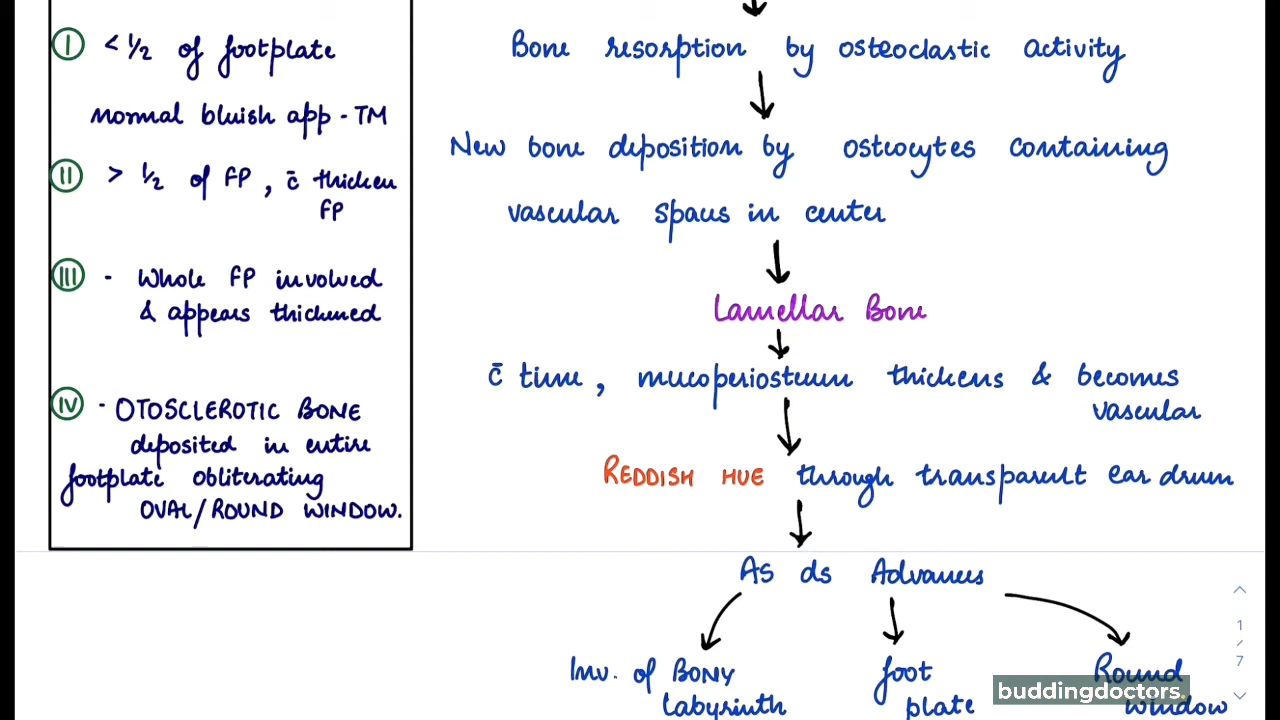 I < 1/2 of footplate
normal bluish app - TM
II > 1/2 of FP, c̄ thicken
FP
III - Whole FP involved
& appears thickened
IV - OTOSCLEROTIC BONE
deposited in entire
footplate obliterating
OVAL/ROUND WINDOW.
Bone resorption by osteoclastic activity
New bone deposition by osteocytes containing
vascular spaces in center
Lamellar Bone
c̄ time, mucoperiosteum thickens & becomes
vascular
REDDISH HUE through transparent ear drum
As ds Advances
Inv. of BONY
labyrinth
foot
plate
Round
window
buddingdoctors.
1
/
7